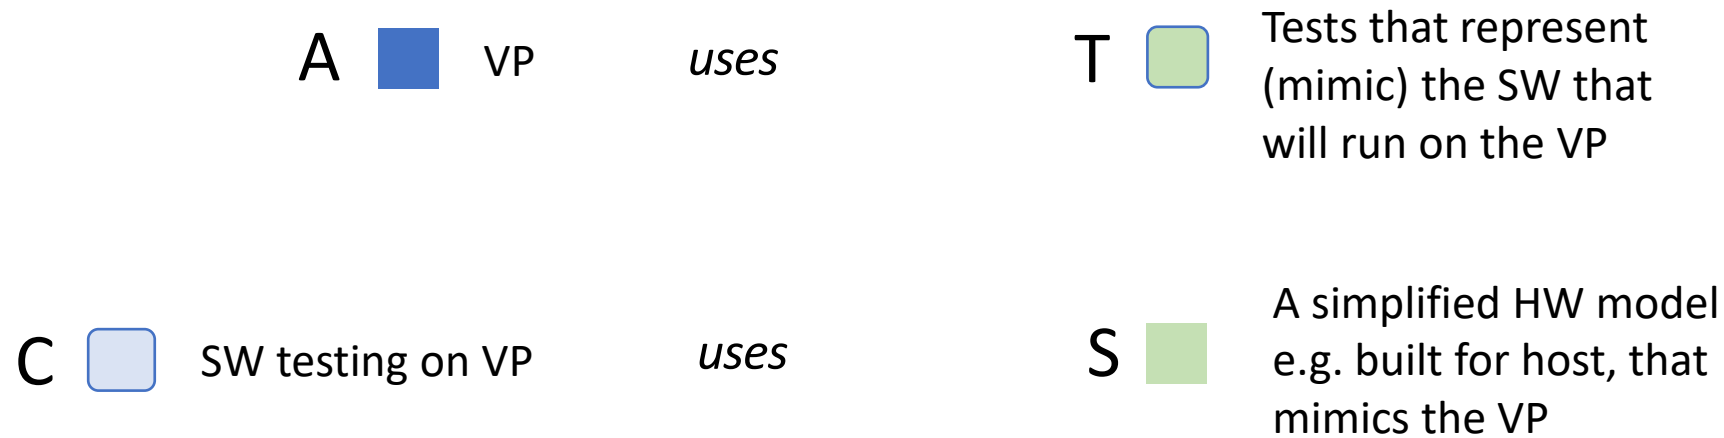 A VP uses T Tests that represent
(mimic) the SW that
will run on the VP
C SW testing on VP uses S A simplified HW model
e.g. built for host, that
mimics the VP